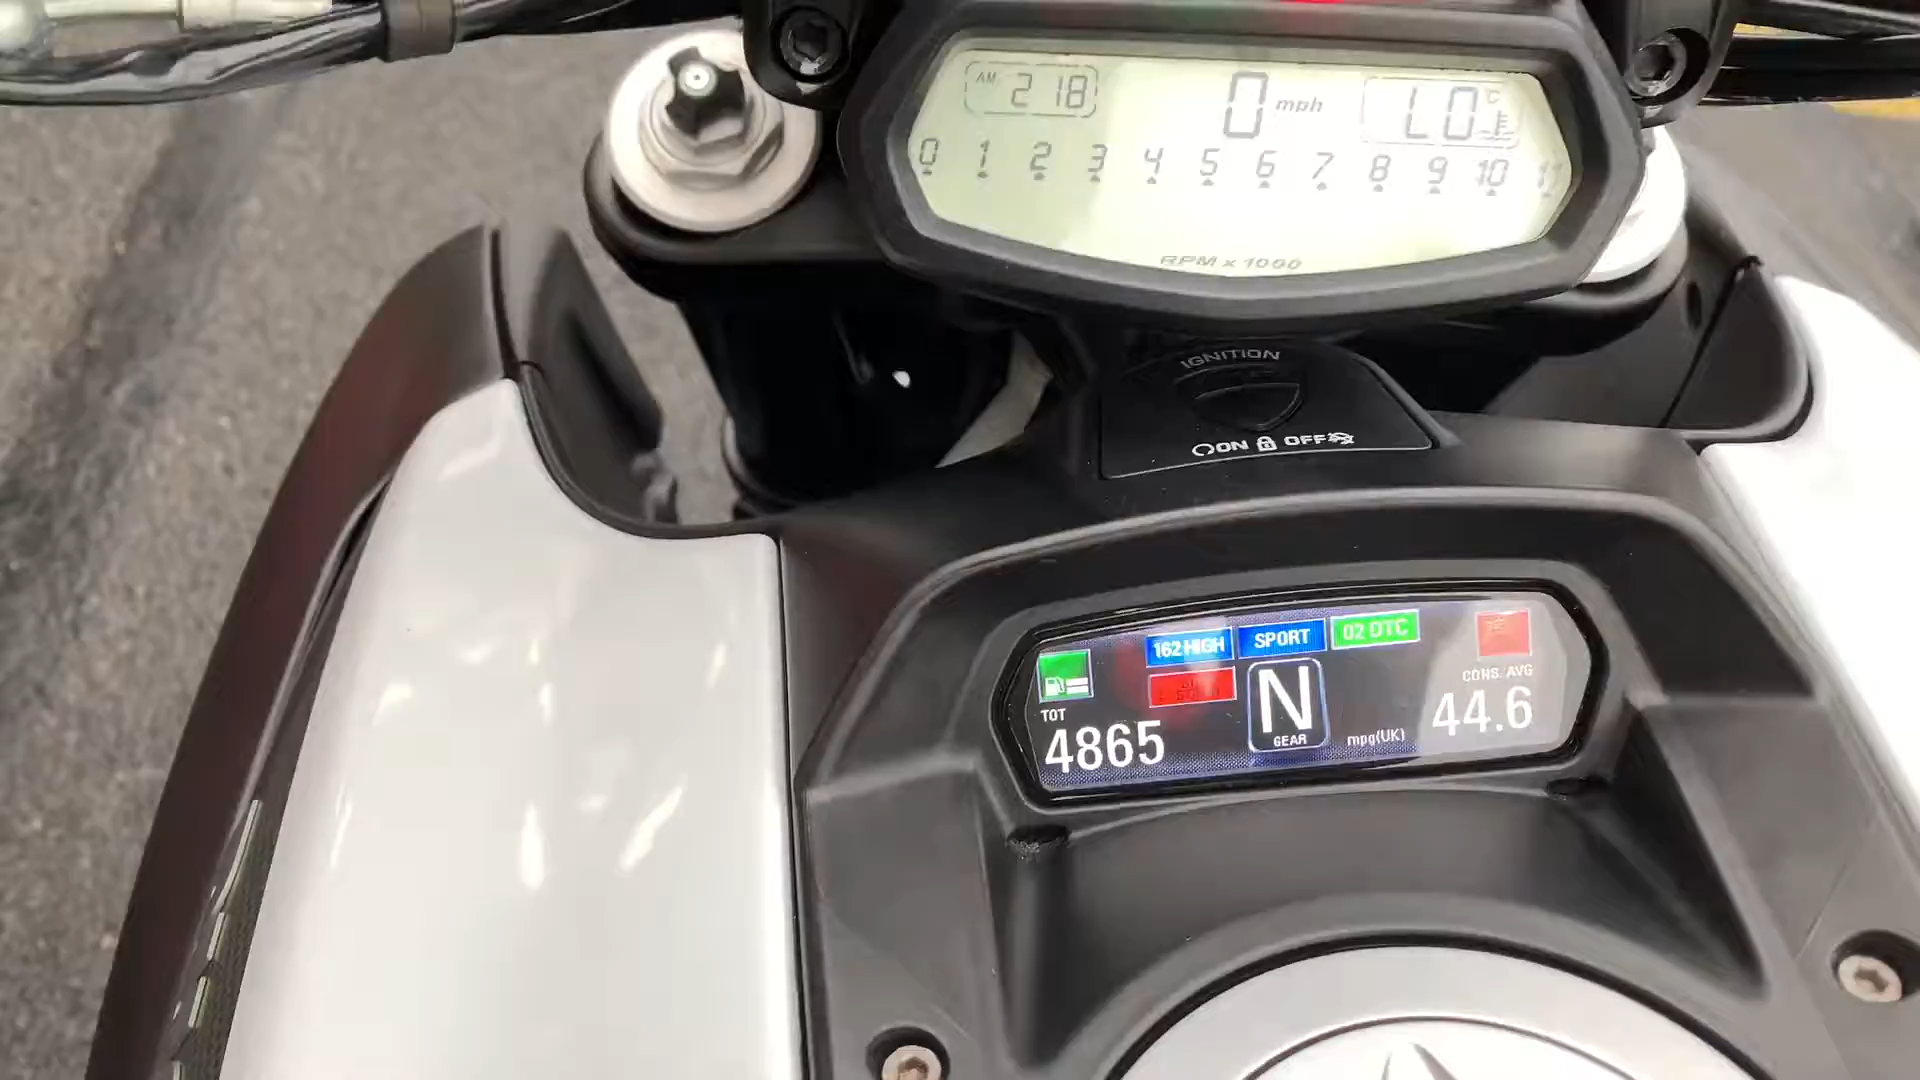 AM 2 18
0 mph
LO °C
0 1 2 3 4 5 6 7 8 9 10 11
RPM x 1000
IGNITION
ON OFF
162 HIGH SPORT 02 DTC
TOT
4865
N
GEAR
CONS. AVG
mpg(UK) 44.6